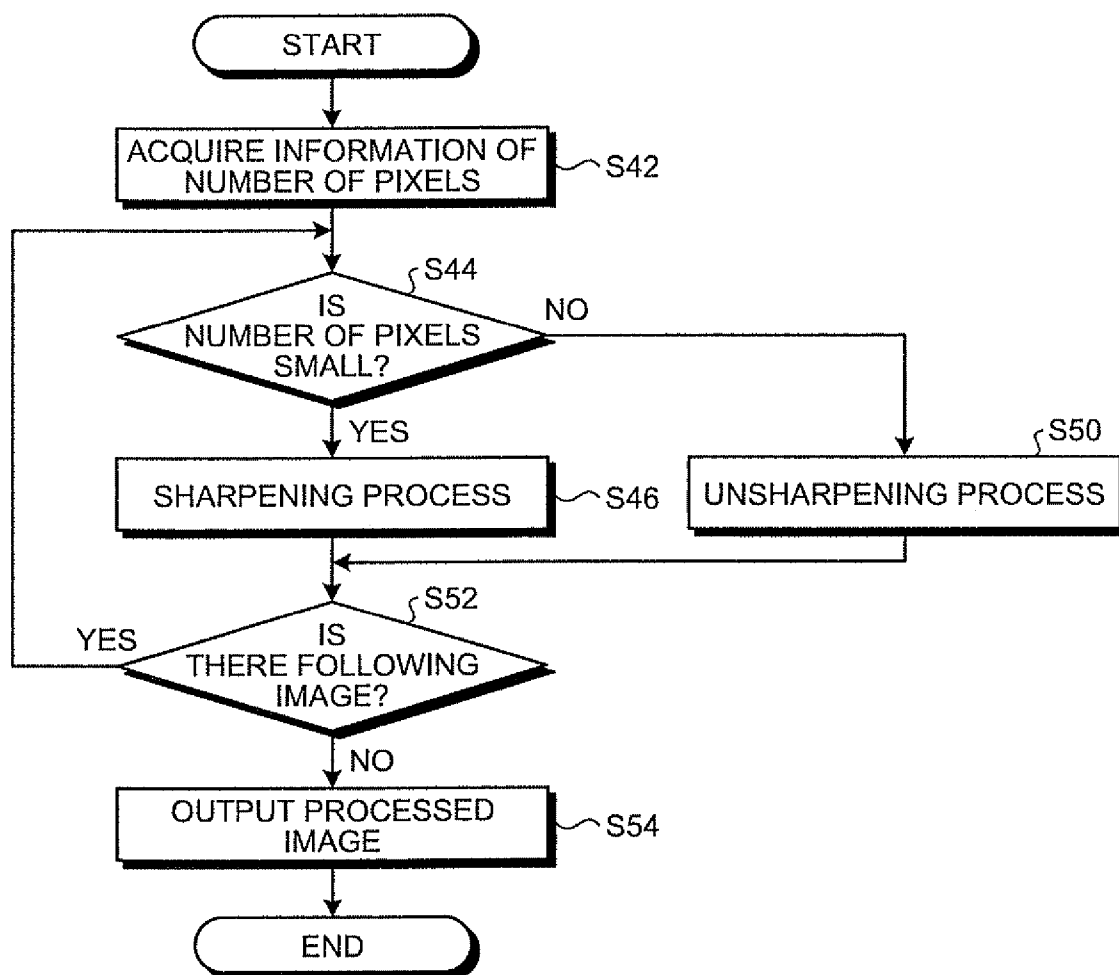 START
ACQUIRE INFORMATION OF
NUMBER OF PIXELS
S42
S44
IS
NUMBER OF PIXELS
SMALL?
NO
YES
S50
SHARPENING PROCESS
S46
UNSHARPENING PROCESS
S52
YES
IS
THERE FOLLOWING
IMAGE?
NO
OUTPUT PROCESSED
IMAGE
S54
END